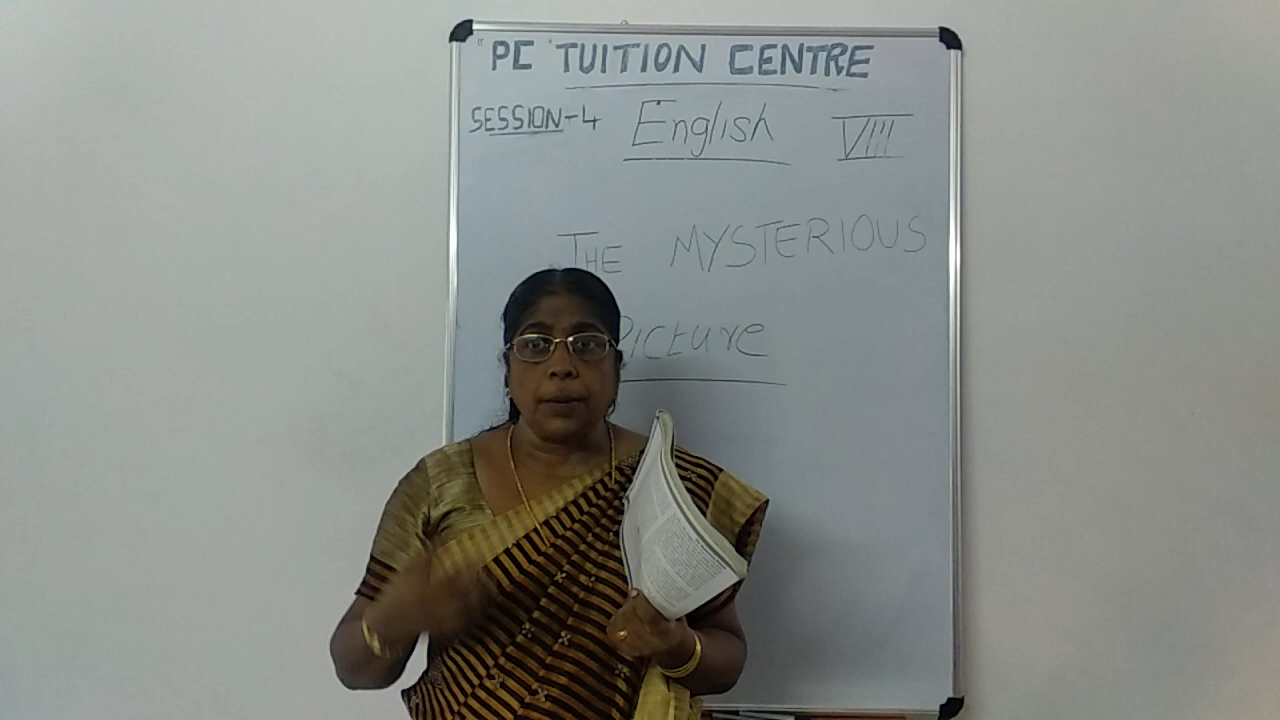 "PC" TUITION CENTRE
SESSION-4 English VIII
THE MYSTERIOUS
Picture